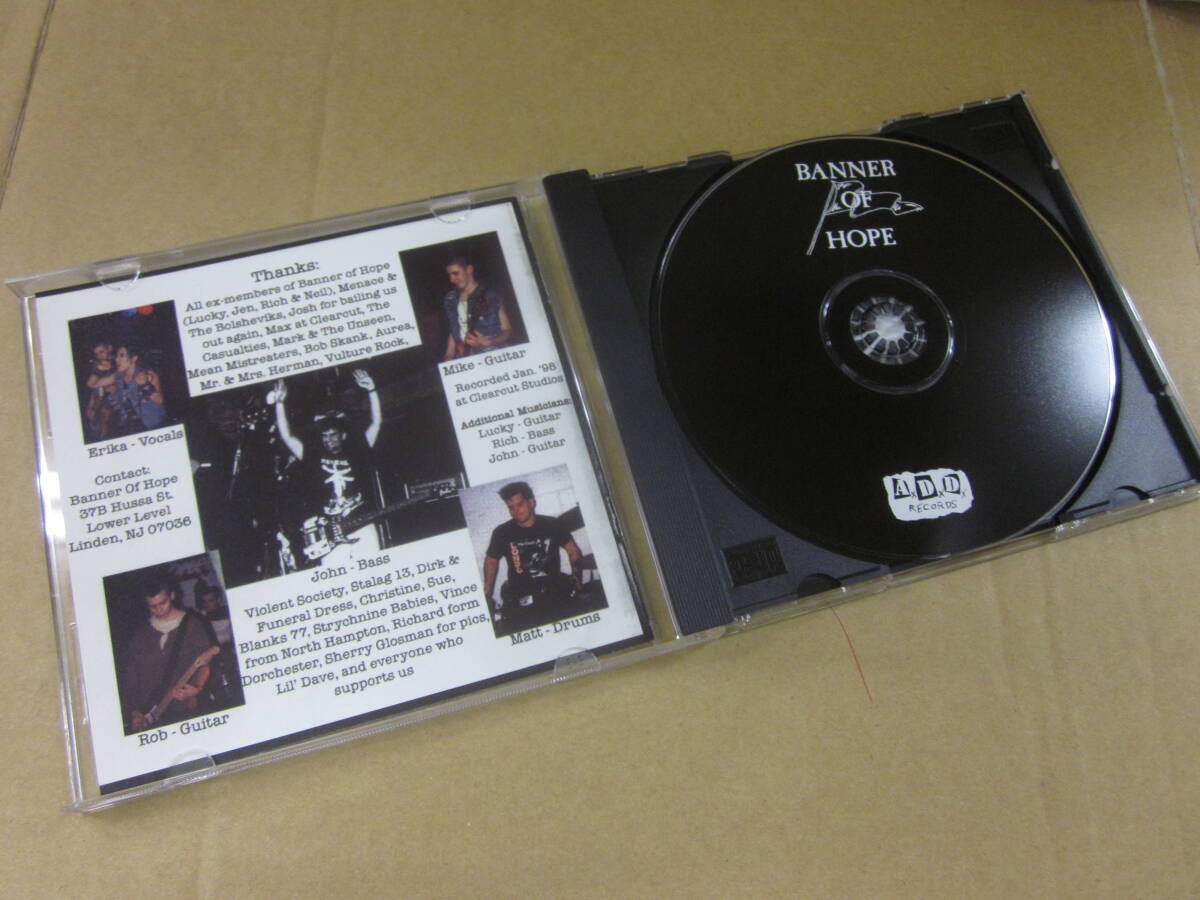 Thanks:
All ex-members of Banner of Hope
(Lucky, Jen, Rich & Neil), Menace &
The Bolsheviks, Josh for bailing us
out again, Max at Clearcut, The
Casualties, Mark & The Unseen,
Mean Mistreaters, Bob Skank, Aurea,
Mr. & Mrs. Herman, Vulture Rock,
Erika - Vocals
Mike - Guitar
Recorded Jan. '98
at Clearcut Studios
Additional Musicians:
Lucky - Guitar
Rich - Bass
John - Guitar
Contact:
Banner Of Hope
37B Hussa St.
Lower Level
Linden, NJ 07036
John - Bass
Violent Society, Stalag 13, Dirk &
Funeral Dress, Christine, Sue,
Blanks 77, Strychnine Babies, Vince
from North Hampton, Richard form
Dorchester, Sherry Glosman for pics,
Lil' Dave, and everyone who
supports us
Matt - Drums
Rob - Guitar
BANNER
OF
HOPE
A.D.D.
RECORDS